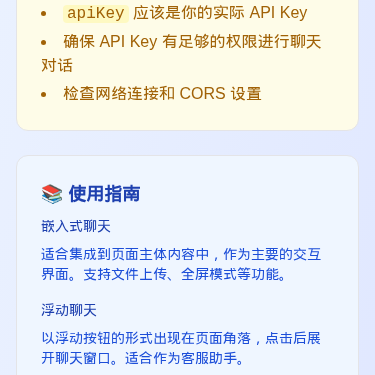 apiKey 应该是你的实际 API Key
确保 API Key 有足够的权限进行聊天
对话
检查网络连接和 CORS 设置
📚 使用指南
嵌入式聊天
适合集成到页面主体内容中，作为主要的交互
界面。支持文件上传、全屏模式等功能。
浮动聊天
以浮动按钮的形式出现在页面角落，点击后展
开聊天窗口。适合作为客服助手。